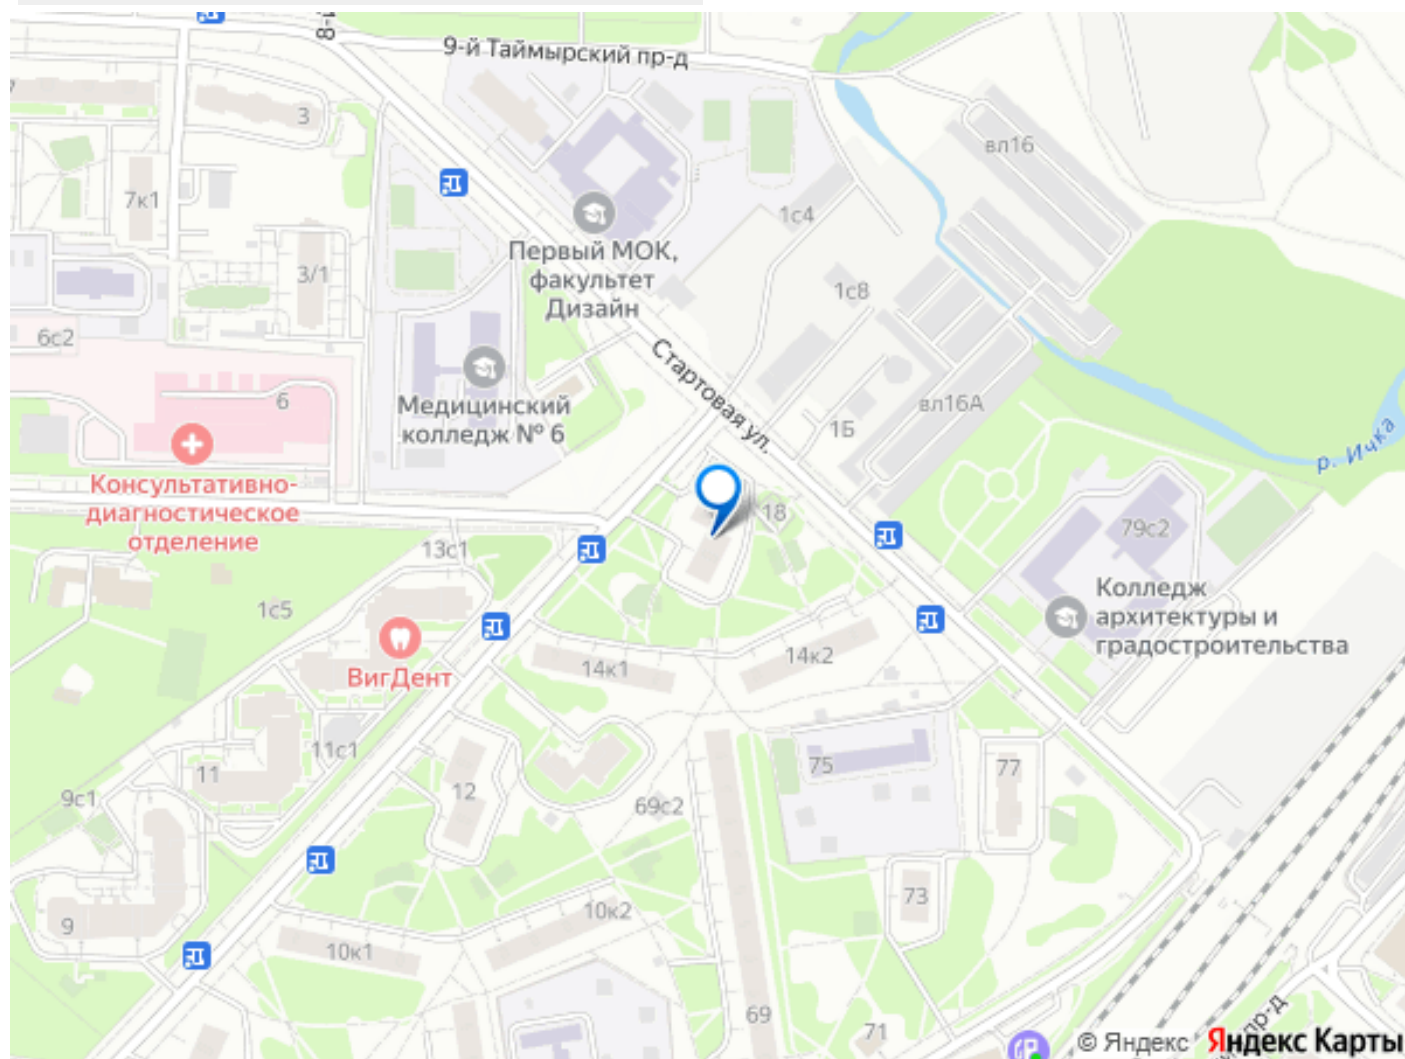 9-й Таймырский пр-д
3
вл16
7к1
1с4
Первый МОК,
факультет
Дизайн
3/1
1с8
6с2
Стартовая ул.
6
Медицинский
колледж № 6
вл16А
1Б
р. Ичка
Консультативно-
диагностическое
отделение
18
79с2
13с1
Колледж
архитектуры и
градостроительства
1с5
ВигДент
14к1
14к2
11с1
11
75
77
12
9с1
69с2
73
9
10к2
10к1
69
71
пр-д
© Яндекс Яндекс Карты